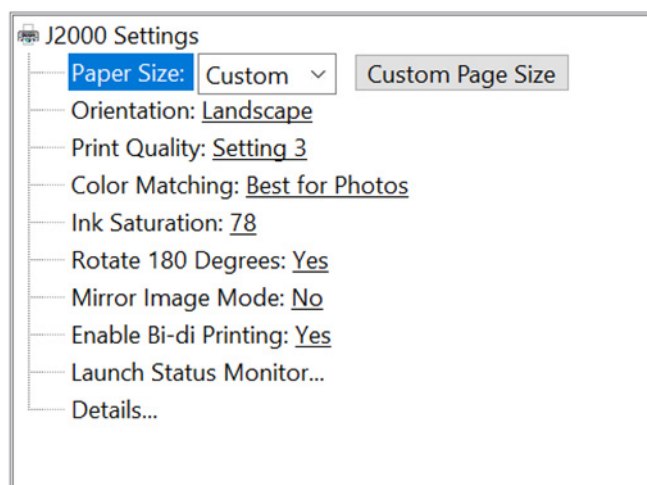 J2000 Settings
Paper Size: Custom Custom Page Size
Orientation: Landscape
Print Quality: Setting 3
Color Matching: Best for Photos
Ink Saturation: 78
Rotate 180 Degrees: Yes
Mirror Image Mode: No
Enable Bi-di Printing: Yes
Launch Status Monitor...
Details...